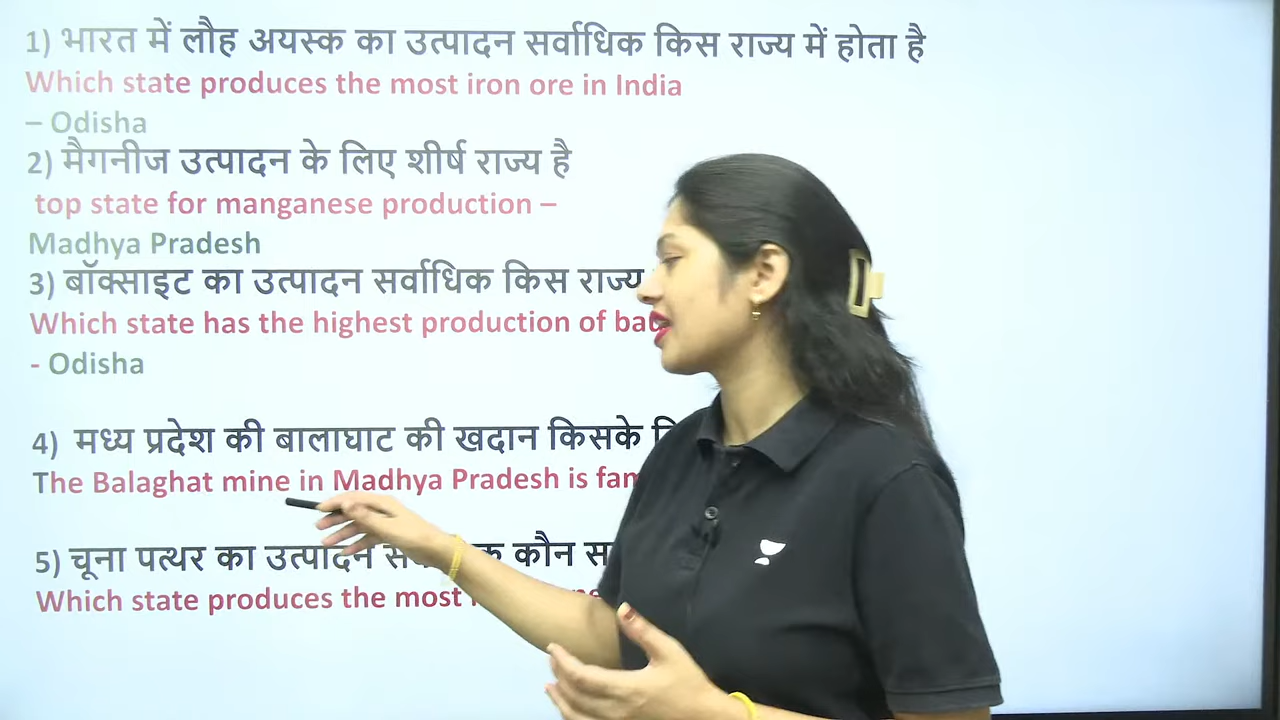 1) भारत में लौह अयस्क का उत्पादन सर्वाधिक किस राज्य में होता है
Which state produces the most iron ore in India
– Odisha
2) मैगनीज उत्पादन के लिए शीर्ष राज्य है
top state for manganese production –
Madhya Pradesh
3) बॉक्साइट का उत्पादन सर्वाधिक किस राज्य
Which state has the highest production of
- Odisha
4) मध्य प्रदेश की बालाघाट की खदान किसके
The Balaghat mine in Madhya Pradesh is
5) चूना पत्थर का उत्पादन कौन
Which state produces the most